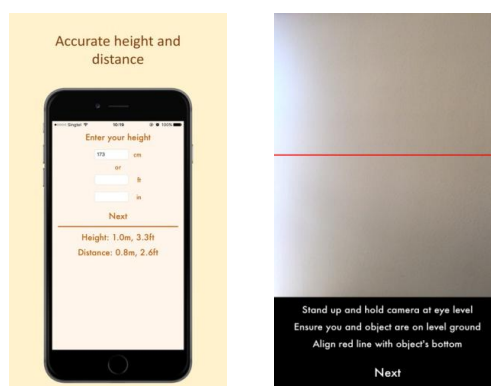 Accurate height and
distance
Singtel 10:16 100%
Enter your height
173 cm
or
ft
in
Next
Height: 1.0m, 3.3ft
Distance: 0.8m, 2.6ft
Stand up and hold camera at eye level
Ensure you and object are on level ground
Align red line with object's bottom
Next